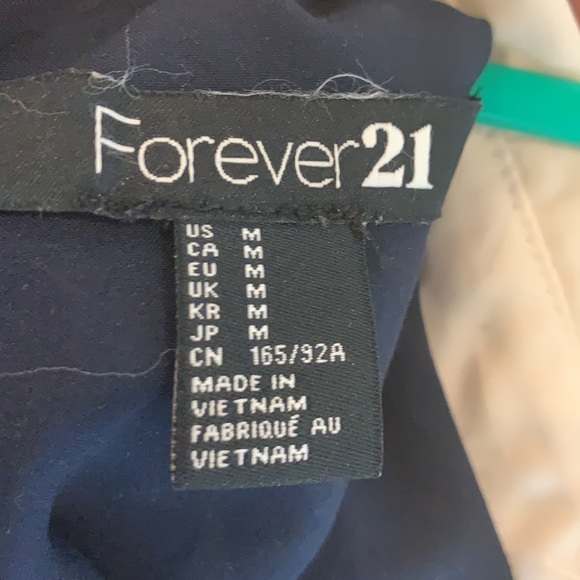 Forever21
US M
CA M
EU M
UK M
KR M
JP M
CN 165/92A
MADE IN
VIETNAM
FABRIQUÉ AU
VIETNAM